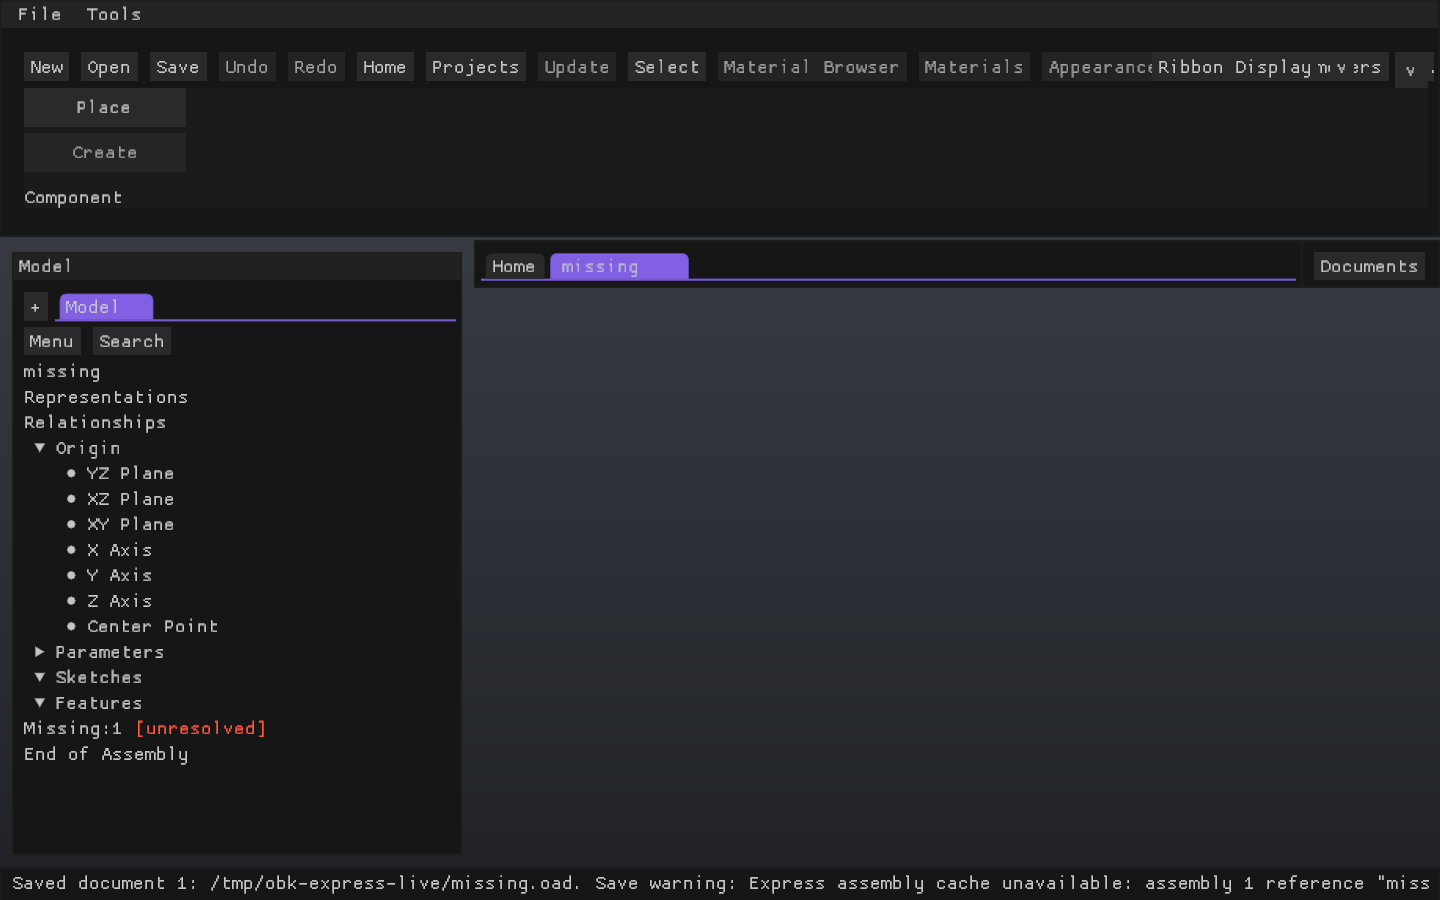 File Tools
New Open Save Undo Redo Home Projects Update Select Material Browser Materials Appearance Ribbon Display v
Place
Create
Component
Model
Home missing Documents
+ Model
Menu Search
missing
Representations
Relationships
▼ Origin
• YZ Plane
• XZ Plane
• XY Plane
• X Axis
• Y Axis
• Z Axis
• Center Point
▶ Parameters
▼ Sketches
▼ Features
Missing:1 [unresolved]
End of Assembly
Saved document 1: /tmp/obk-express-live/missing.oad. Save warning: Express assembly cache unavailable: assembly 1 reference "miss